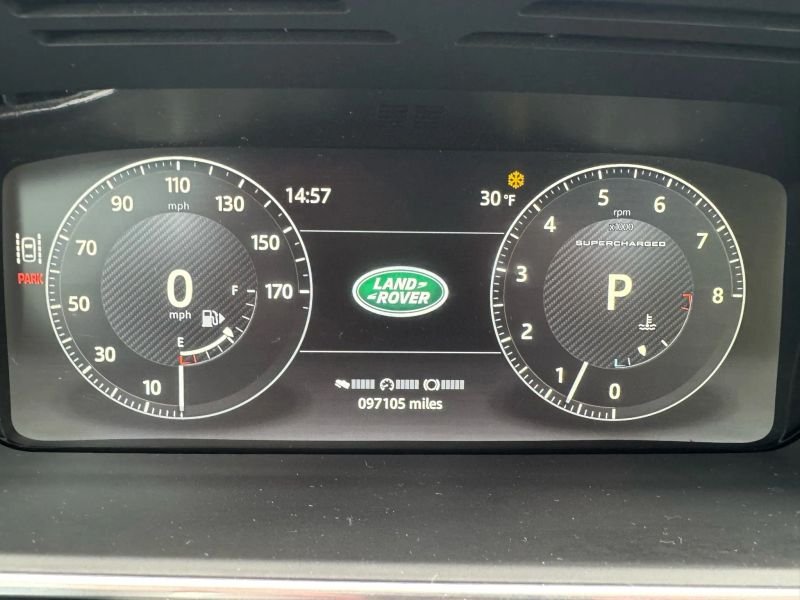 14:57
30 °F
110
mph
90
130
70
150
50
170
30
10
0
mph
F
E
PARK
LAND
ROVER
097105 miles
5
rpm
x1000
4
6
SUPERCHARGED
3
7
2
8
1
0
P